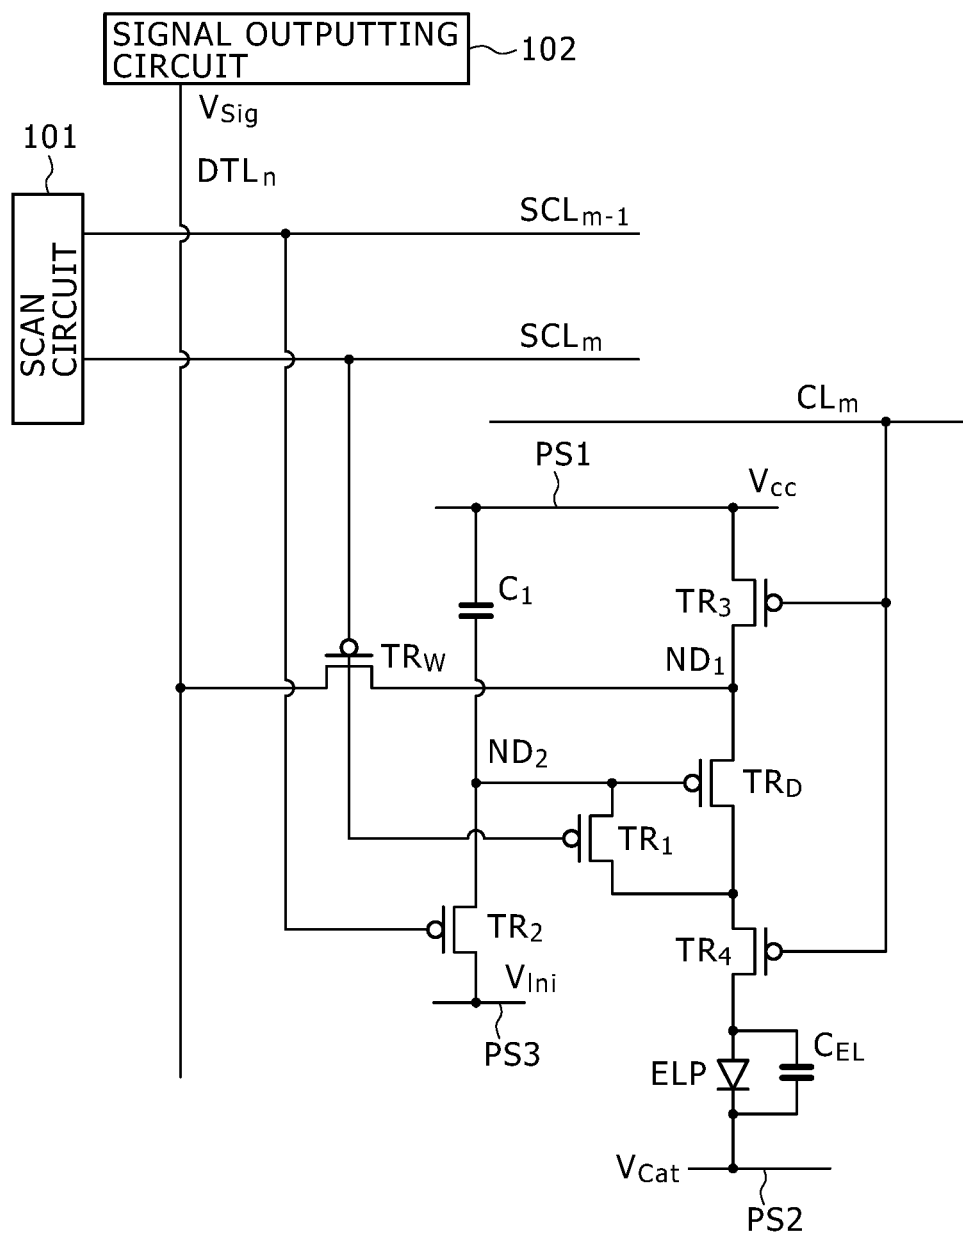 SIGNAL OUTPUTTING
CIRCUIT
102
VSig
101
DTLn
SCLm-1
SCAN
CIRCUIT
SCLm
CLm
PS1
Vcc
C1
TR3
TRW
ND1
ND2
TRD
TR1
TR2
TR4
VIni
PS3
CEL
ELP
VCat
PS2